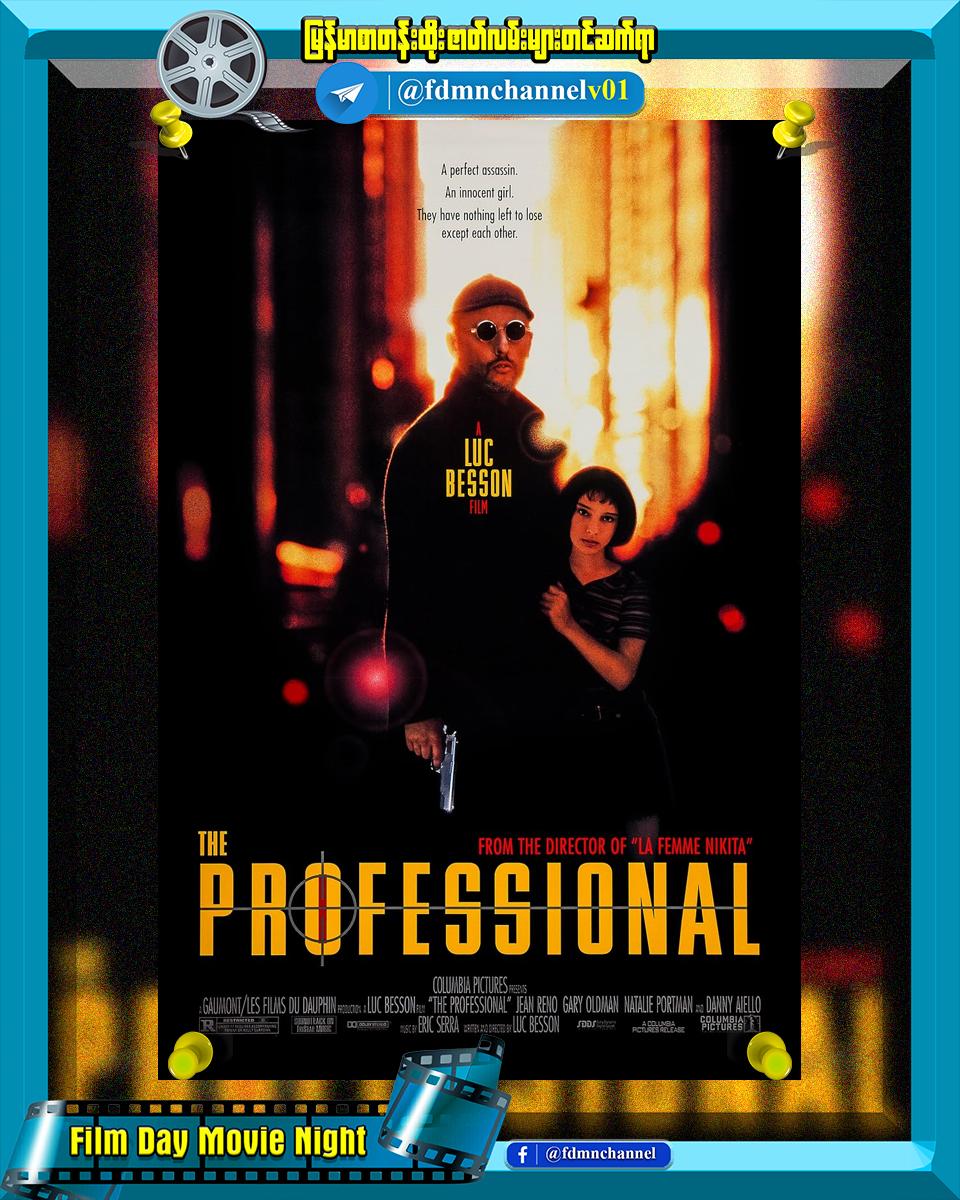 မြန်မာစာတန်းထိုးဇာတ်လမ်းများတင်ဆက်ရာ
@fdmnchannelv01
A perfect assassin.
An innocent girl.
They have nothing left to lose
except each other.
A
LUC
BESSON
FILM
THE
FROM THE DIRECTOR OF "LA FEMME NIKITA"
PROFESSIONAL
COLUMBIA PICTURES PRESENTS
A GAUMONT/LES FILMS DU DAUPHIN PRODUCTION A LUC BESSON FILM "THE PROFESSIONAL" JEAN RENO GARY OLDMAN NATALIE PORTMAN AND DANNY AIELLO
R RESTRICTED
MUSIC BY ERIC SERRA WRITTEN AND DIRECTED BY LUC BESSON
SDDS
A COLUMBIA
PICTURES RELEASE
COLUMBIA
PICTURES
Film Day Movie Night
@fdmnchannel